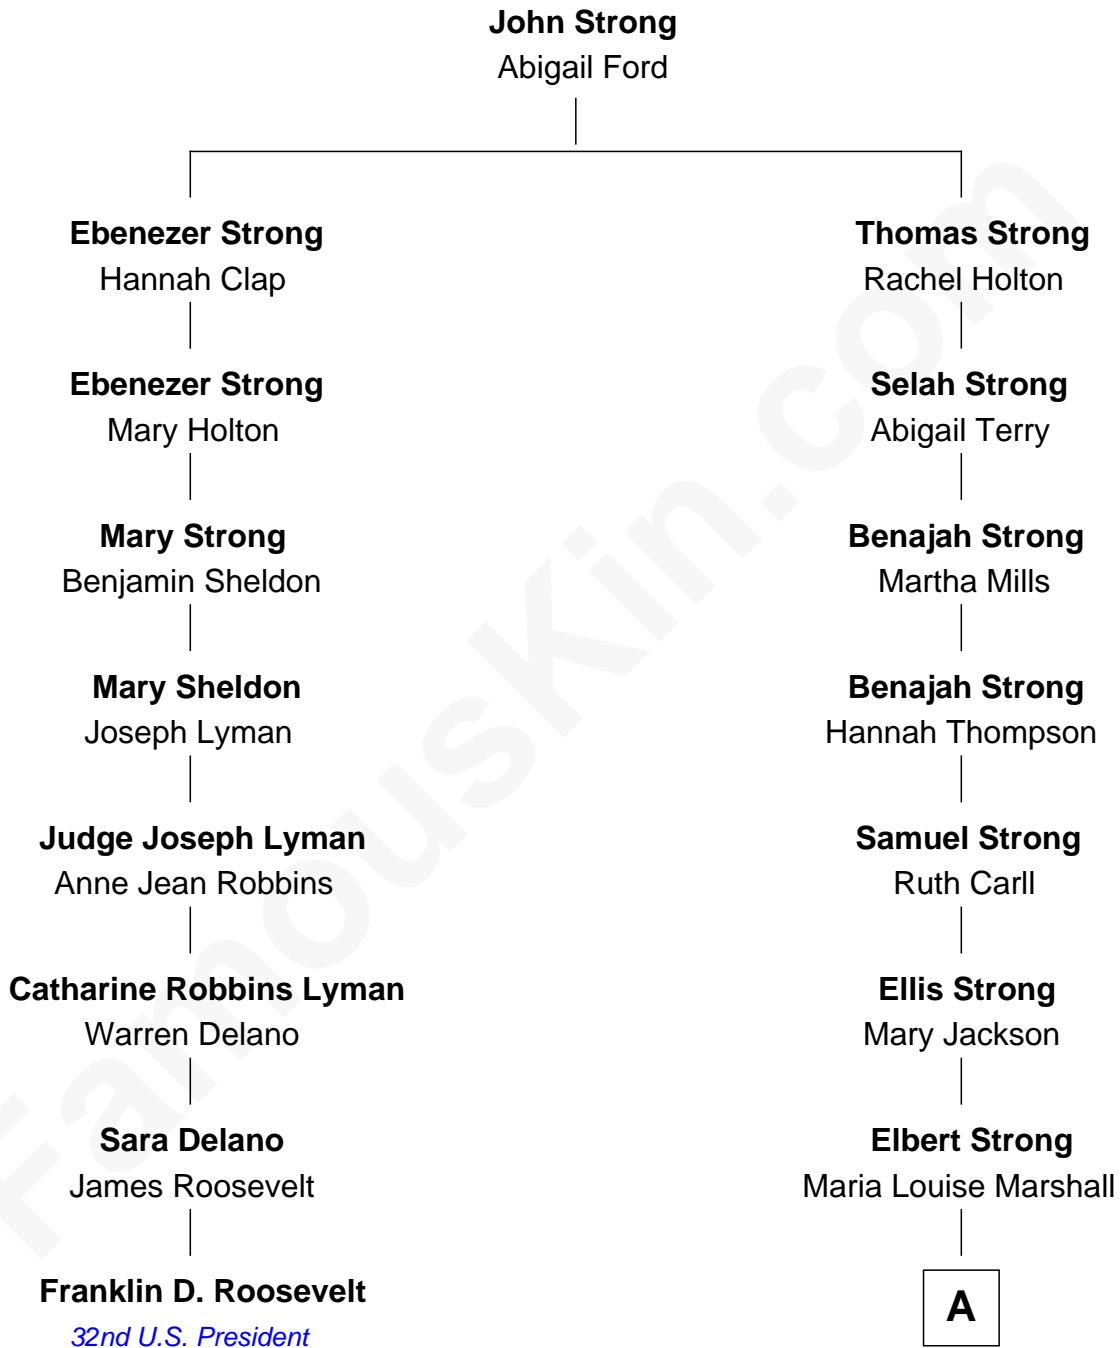 John Strong
Abigail Ford
Ebenezer Strong
Hannah Clap
Thomas Strong
Rachel Holton
Ebenezer Strong
Mary Holton
Selah Strong
Abigail Terry
Mary Strong
Benjamin Sheldon
Benajah Strong
Martha Mills
Mary Sheldon
Joseph Lyman
Benajah Strong
Hannah Thompson
Judge Joseph Lyman
Anne Jean Robbins
Samuel Strong
Ruth Carll
Catharine Robbins Lyman
Warren Delano
Ellis Strong
Mary Jackson
Sara Delano
James Roosevelt
Elbert Strong
Maria Louise Marshall
Franklin D. Roosevelt
32nd U.S. President
A
FamousKin.com